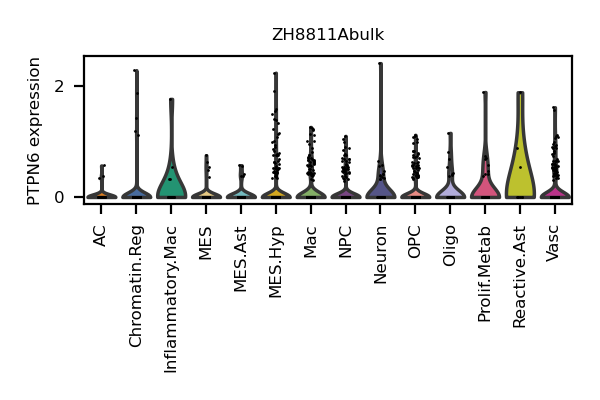 ZH8811Abulk
PTPN6 expression
2
0
AC
Chromatin.Reg
Inflammatory.Mac
MES
MES.Ast
MES.Hyp
Mac
NPC
Neuron
OPC
Oligo
Prolif.Metab
Reactive.Ast
Vasc